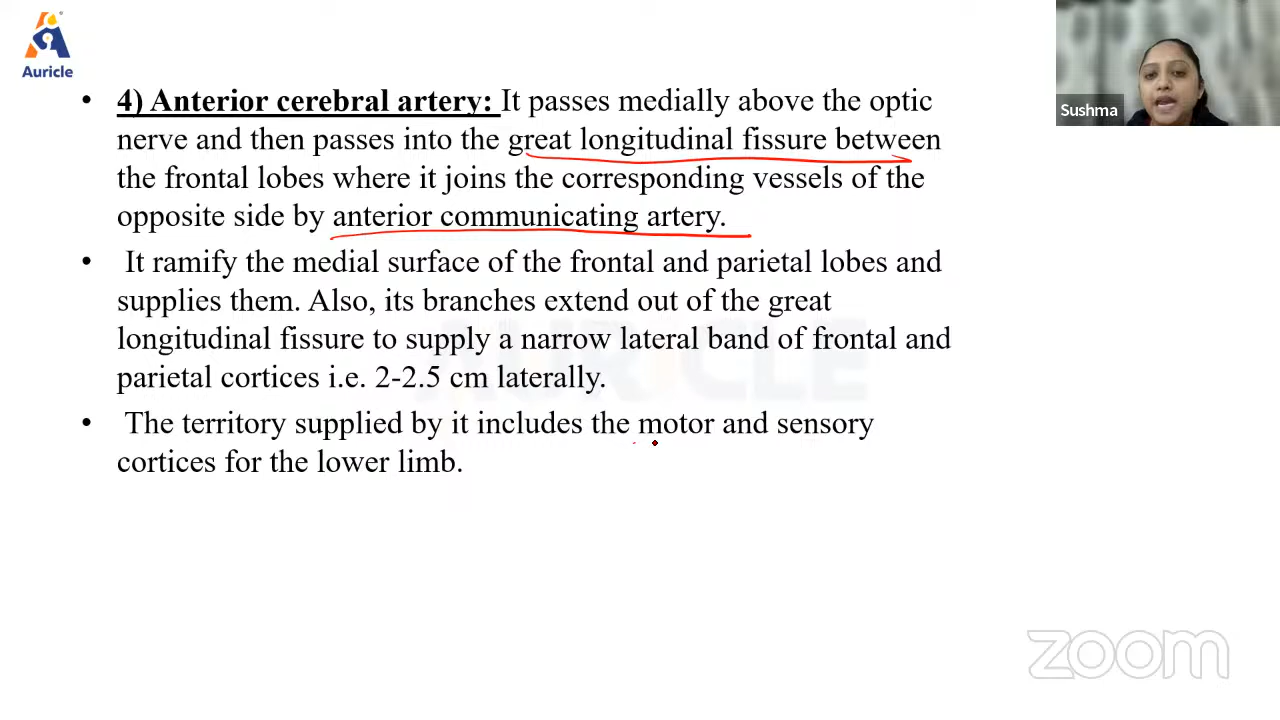 Auricle
Sushma
• 4) Anterior cerebral artery: It passes medially above the optic
nerve and then passes into the great longitudinal fissure between
the frontal lobes where it joins the corresponding vessels of the
opposite side by anterior communicating artery.
• It ramify the medial surface of the frontal and parietal lobes and
supplies them. Also, its branches extend out of the great
longitudinal fissure to supply a narrow lateral band of frontal and
parietal cortices i.e. 2-2.5 cm laterally.
• The territory supplied by it includes the motor and sensory
cortices for the lower limb.
AURICLE
zoom